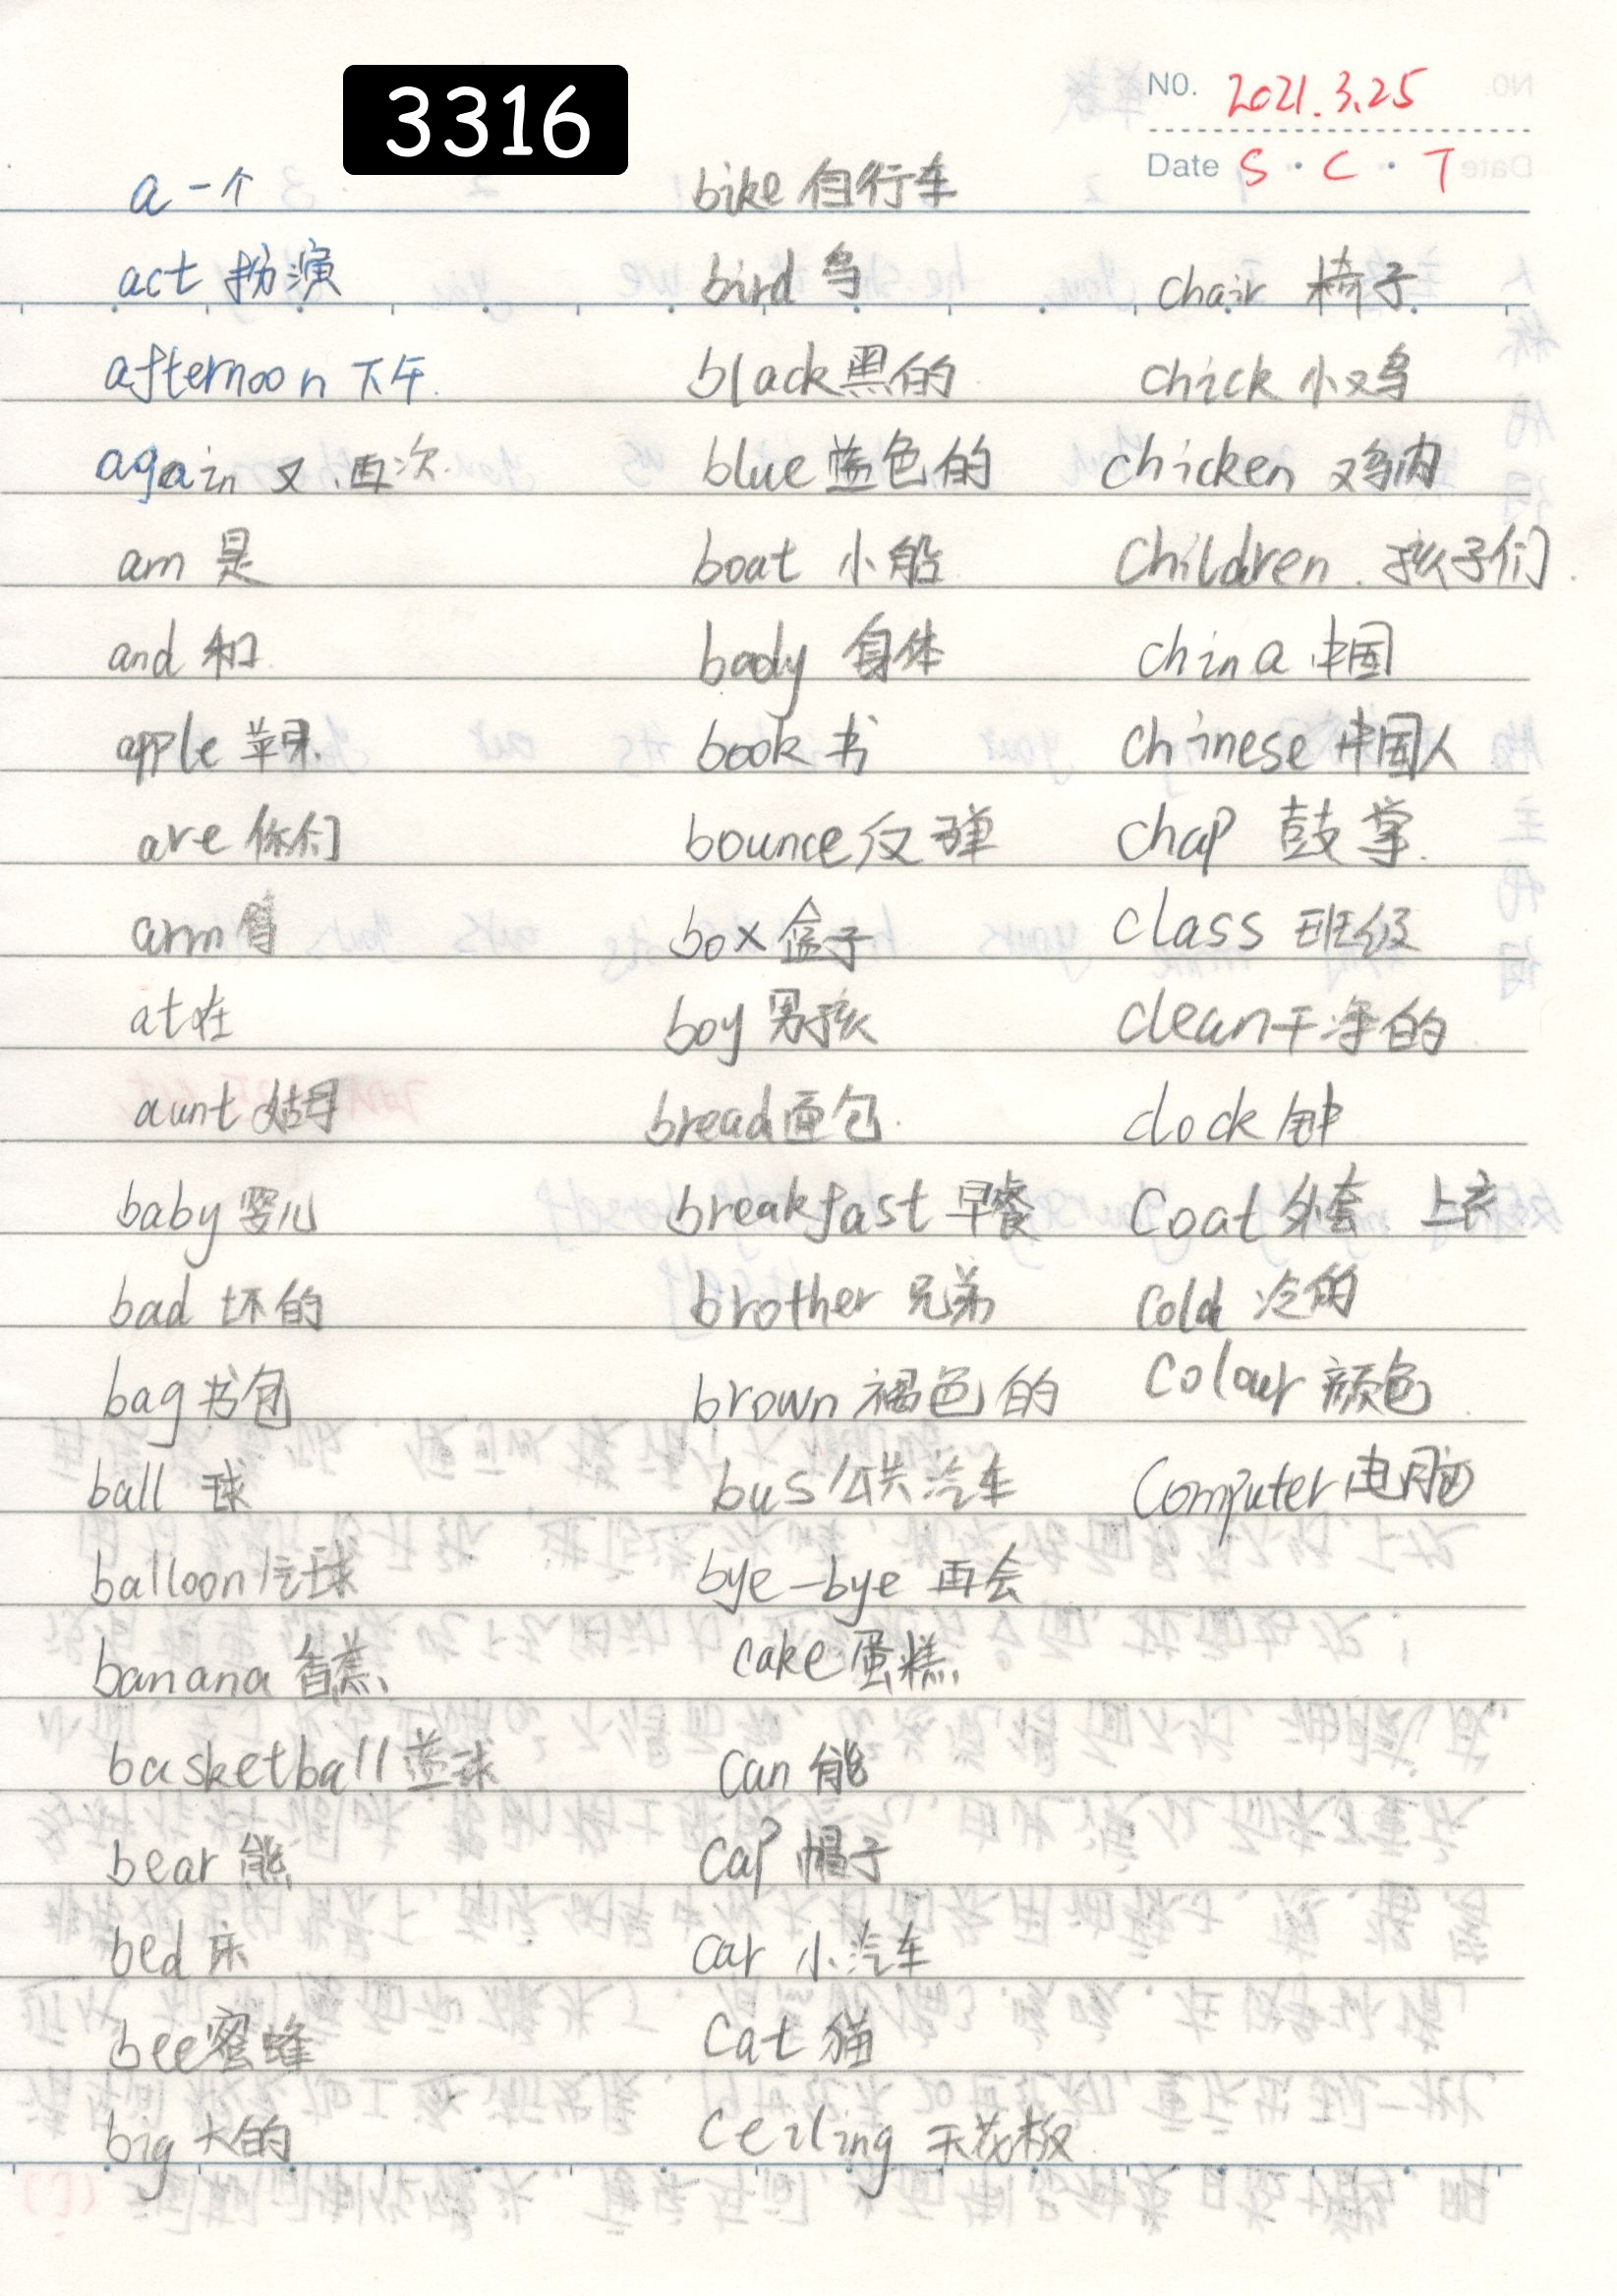 3316
NO. 2021.3.25
Date S · C · T
a 一个
act 扮演
afternoon 下午.
again 又.再次.
am 是
and 和
apple 苹果.
are 你们
arm 臂
at 在
aunt 姑母
baby 婴儿
bad 坏的
bag 书包
ball 球
balloon 气球
banana 香蕉
basketball 蓝球
bear 熊
bed 床
bee 蜜蜂
big 大的
bike 自行车
bird 鸟
black 黑的
blue 蓝色的
boat 小船
body 身体
book 书
bounce 反弹
box 盒子
boy 男孩
bread 面包.
breakfast 早餐
brother 兄弟
brown 褐色的
bus 公共汽车
bye-bye 再会
cake 蛋糕
can 能
cap 帽子
car 小汽车
cat 猫
ceiling 天花板
chair 椅子
chick 小鸡
chicken 鸡肉
children. 孩子们.
china 中国
chinese 中国人
chap 鼓掌.
class 班级
clean 干净的
clock 钟
coat 外套 上衣
cold 冷的
colour 颜色
computer 电脑